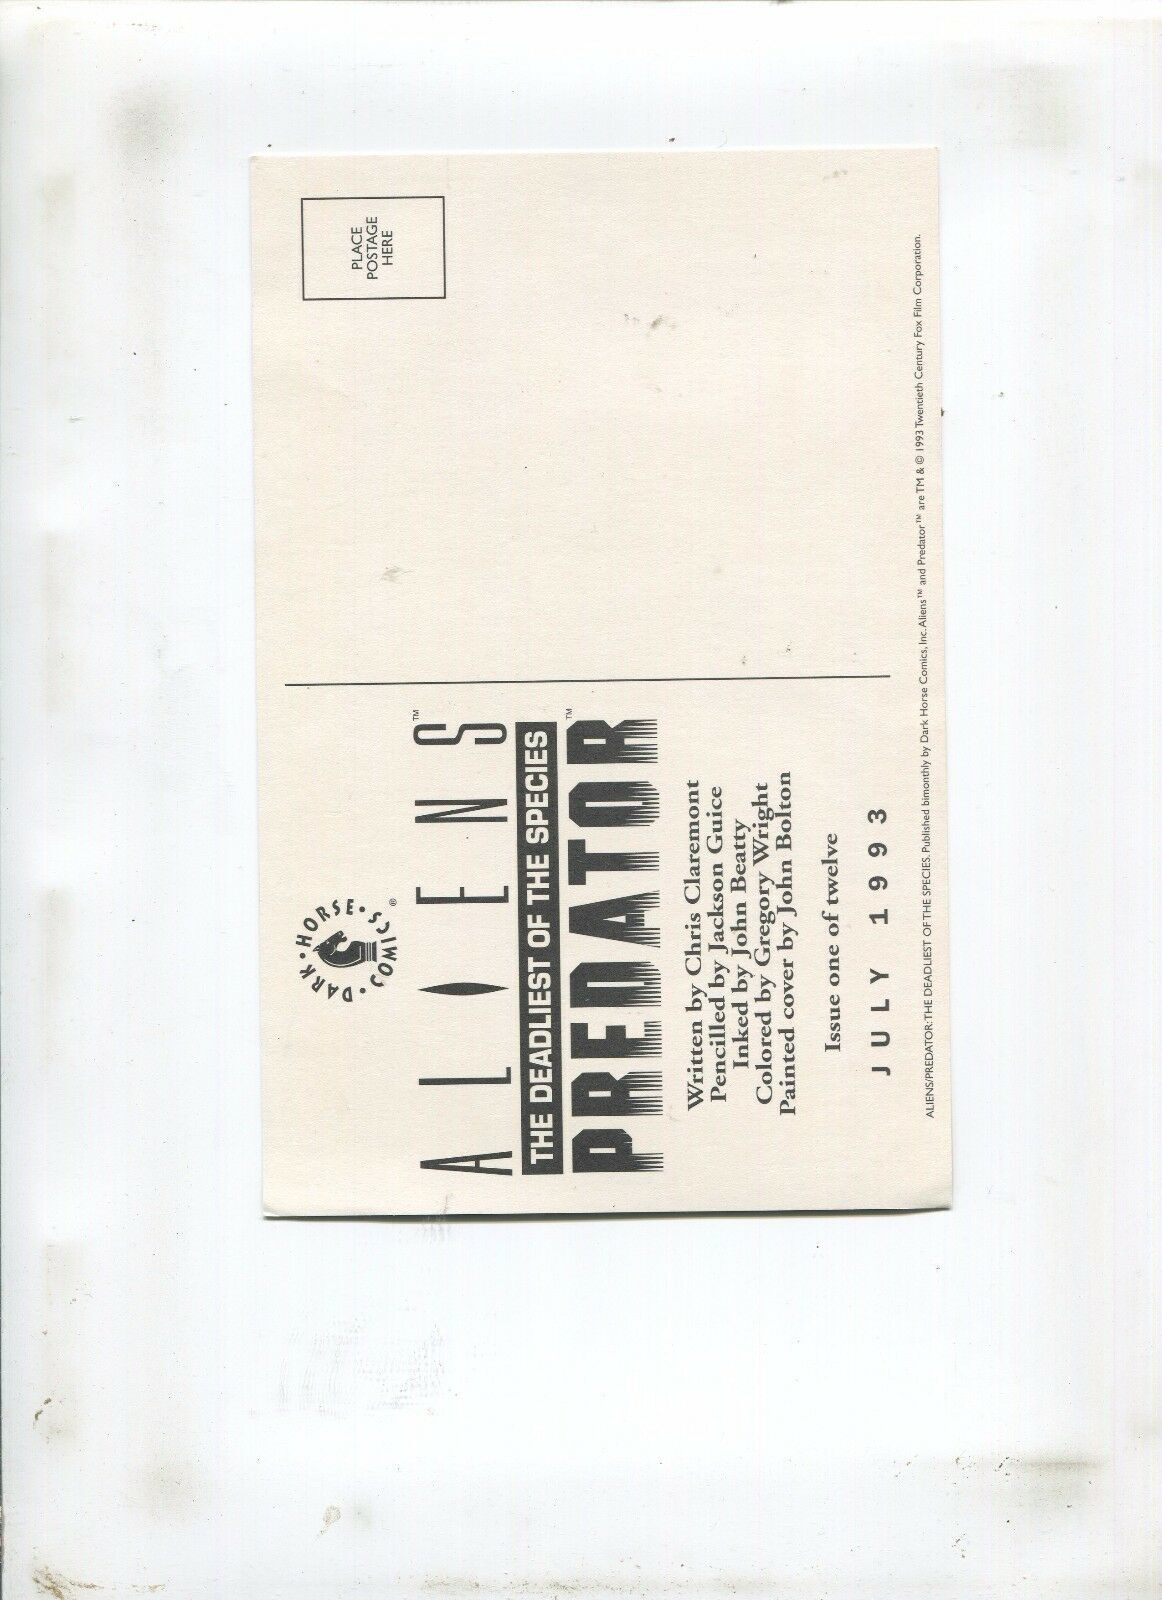 DARK • HORSE • COMICS •®
ALIENS™
THE DEADLIEST OF THE SPECIES
PREDATOR™
Written by Chris Claremont
Pencilled by Jackson Guice
Inked by John Beatty
Colored by Gregory Wright
Painted cover by John Bolton
Issue one of twelve
JULY 1993
PLACE
POSTAGE
HERE
ALIENS/PREDATOR: THE DEADLIEST OF THE SPECIES. Published bimonthly by Dark Horse Comics, Inc. Aliens™ and Predator™ are TM & © 1993 Twentieth Century Fox Film Corporation.